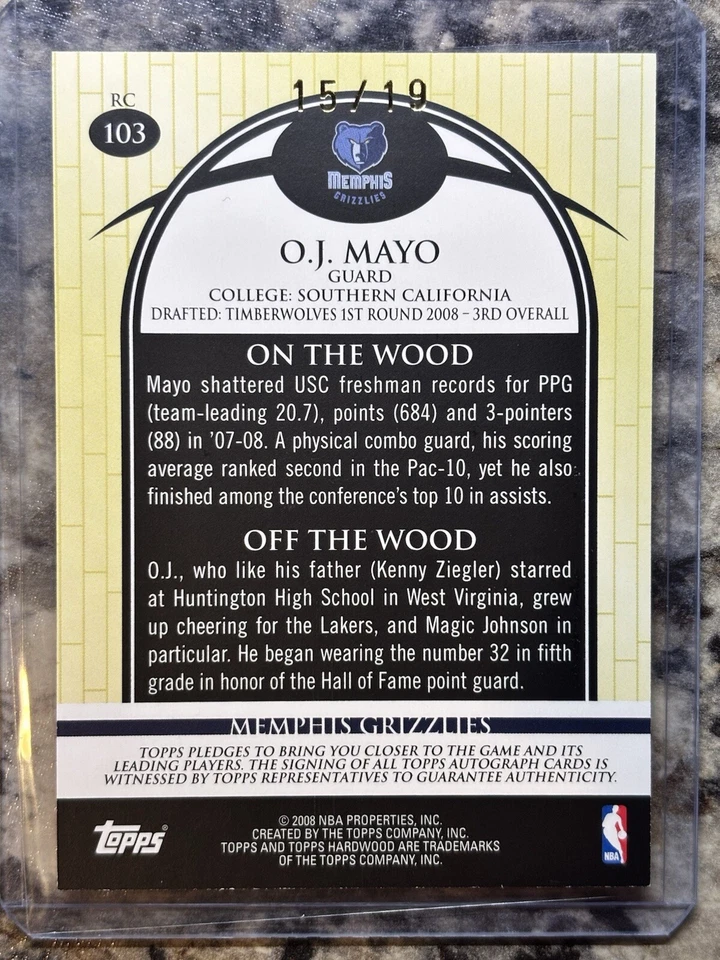 15/19
RC
103
MEMPHIS
GRIZZLIES
O.J. MAYO
GUARD
COLLEGE: SOUTHERN CALIFORNIA
DRAFTED: TIMBERWOLVES 1ST ROUND 2008 – 3RD OVERALL
ON THE WOOD
Mayo shattered USC freshman records for PPG
(team-leading 20.7), points (684) and 3-pointers
(88) in '07-08. A physical combo guard, his scoring
average ranked second in the Pac-10, yet he also
finished among the conference's top 10 in assists.
OFF THE WOOD
O.J., who like his father (Kenny Ziegler) starred
at Huntington High School in West Virginia, grew
up cheering for the Lakers, and Magic Johnson in
particular. He began wearing the number 32 in fifth
grade in honor of the Hall of Fame point guard.
MEMPHIS GRIZZLIES
TOPPS PLEDGES TO BRING YOU CLOSER TO THE GAME AND ITS
LEADING PLAYERS. THE SIGNING OF ALL TOPPS AUTOGRAPH CARDS IS
WITNESSED BY TOPPS REPRESENTATIVES TO GUARANTEE AUTHENTICITY.
topps®
© 2008 NBA PROPERTIES, INC.
CREATED BY THE TOPPS COMPANY, INC.
TOPPS AND TOPPS HARDWOOD ARE TRADEMARKS
OF THE TOPPS COMPANY, INC.
NBA